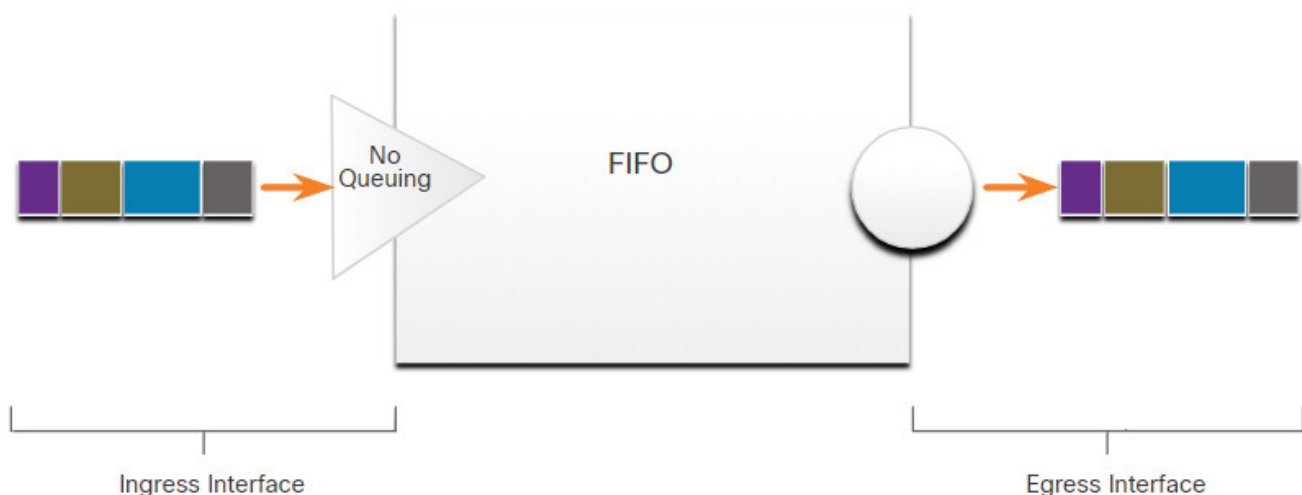 No
Queuing
FIFO
Ingress Interface
Egress Interface